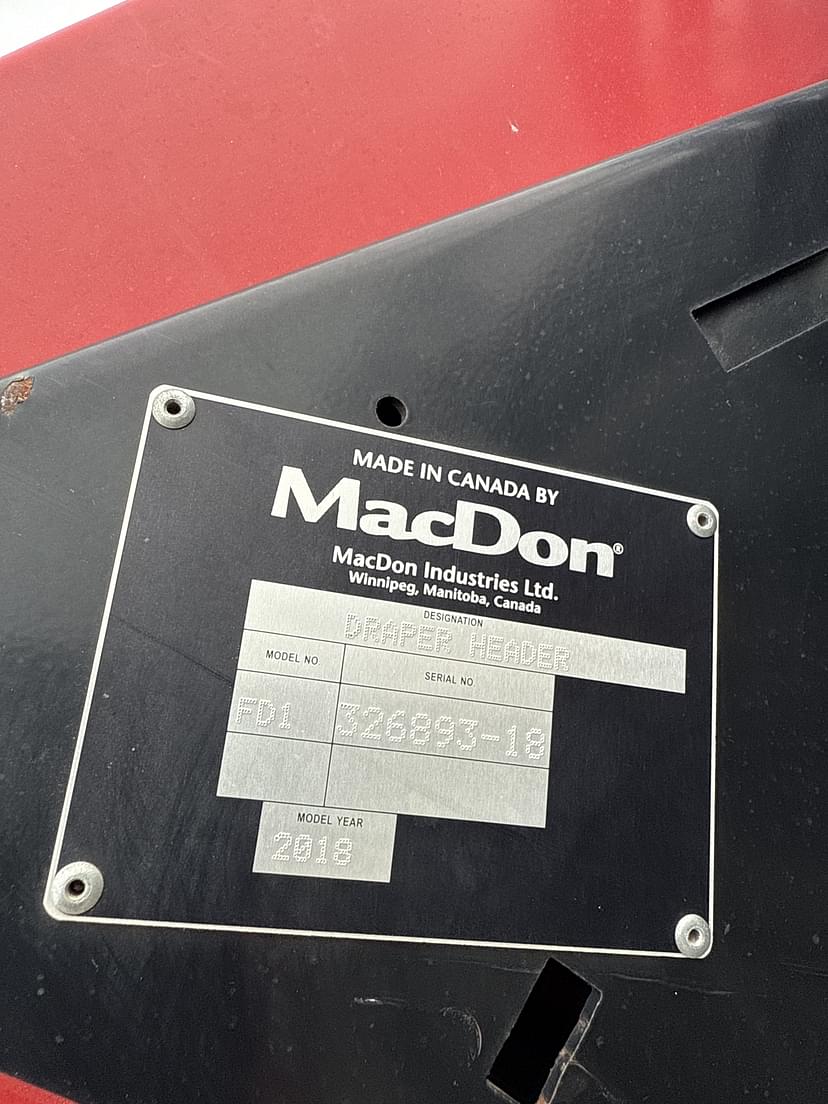 MADE IN CANADA BY
MacDon®
MacDon Industries Ltd.
Winnipeg, Manitoba, Canada
DESIGNATION
DRAPER HEADER
MODEL NO. SERIAL NO.
FD1 326893-18
MODEL YEAR
2018